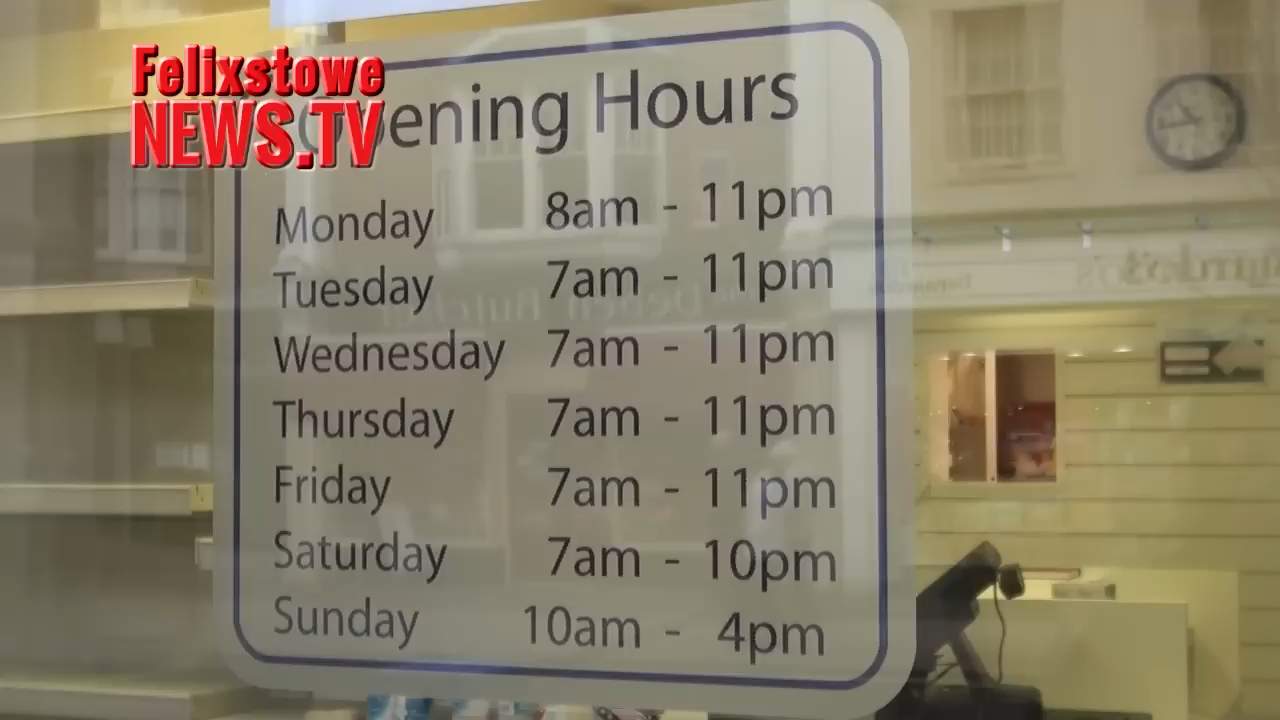 Felixstowe
NEWS.TV
Opening Hours
Monday 8am - 11pm
Tuesday 7am - 11pm
Wednesday 7am - 11pm
Thursday 7am - 11pm
Friday 7am - 11pm
Saturday 7am - 10pm
Sunday 10am - 4pm